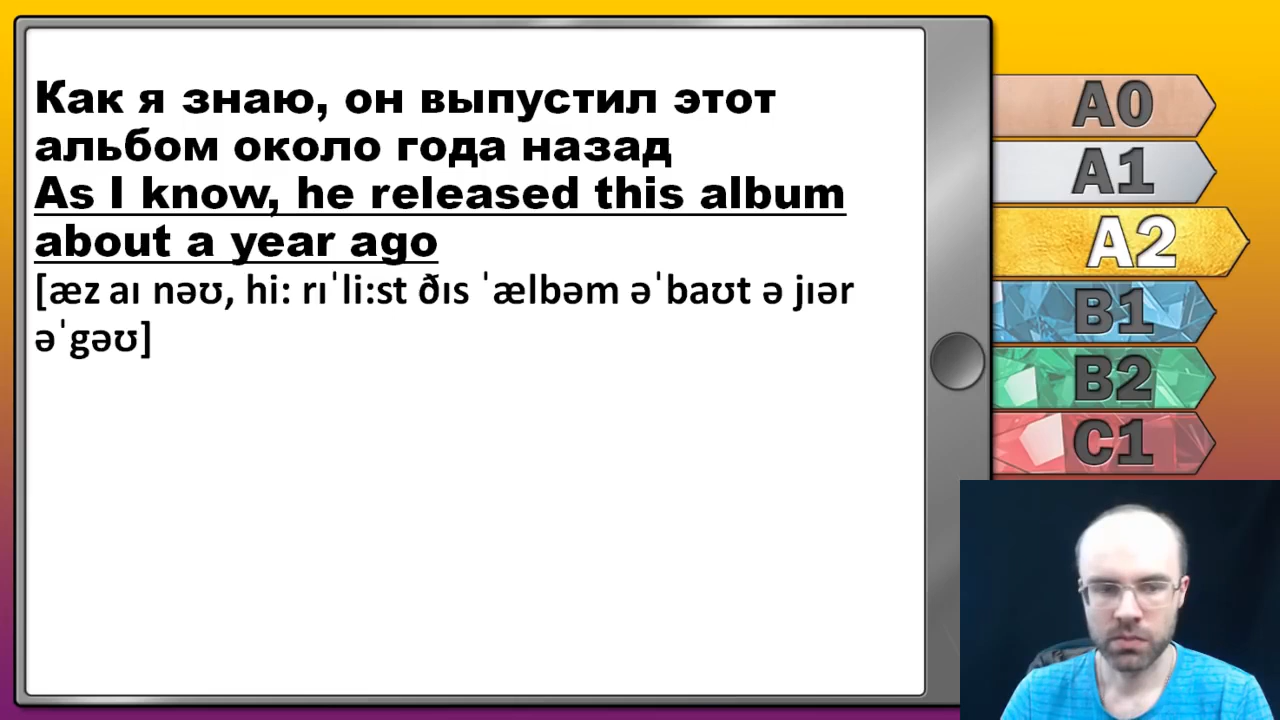 Как я знаю, он выпустил этот
альбом около года назад
As I know, he released this album
about a year ago
[æz aɪ nəʊ, hi: rɪˈli:st ðɪs ˈælbəm əˈbaʊt ə jɪər
əˈgəʊ]
A0
A1
A2
B1
B2
C1